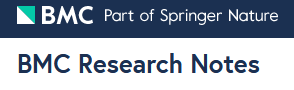 BMC Part of Springer Nature
BMC Research Notes